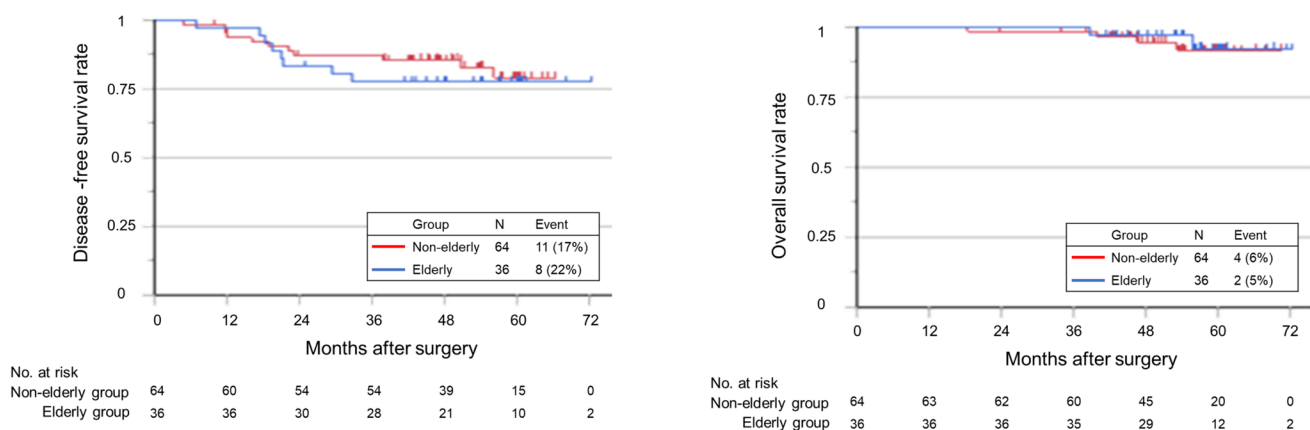 Disease -free survival rate
1
0.75
0.5
0.25
0
Group N Event
Non-elderly 64 11 (17%)
Elderly 36 8 (22%)
0 12 24 36 48 60 72
Months after surgery
No. at risk
Non-elderly group 64 60 54 54 39 15 0
Elderly group 36 36 30 28 21 10 2
Overall survival rate
1
0.75
0.5
0.25
0
Group N Event
Non-elderly 64 4 (6%)
Elderly 36 2 (5%)
0 12 24 36 48 60 72
Months after surgery
No. at risk
Non-elderly group 64 63 62 60 45 20 0
Elderly group 36 36 36 35 29 12 2